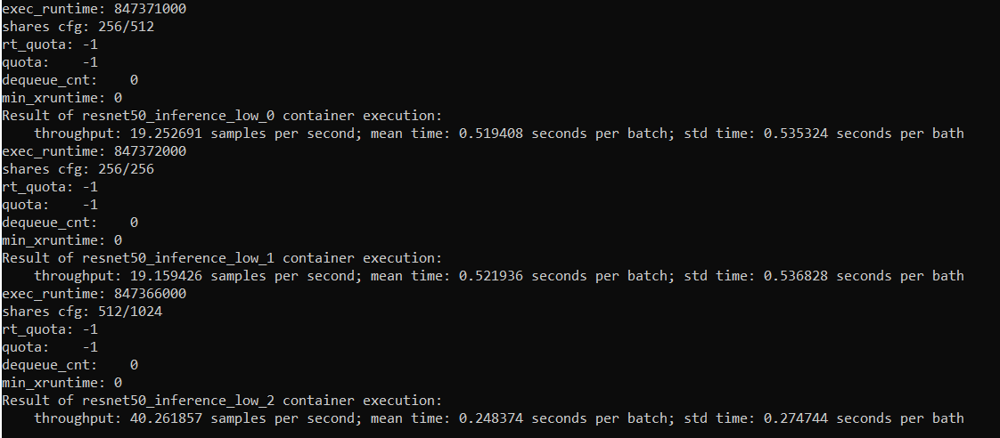 exec_runtime: 847371000
shares cfg: 256/512
rt_quota: -1
quota:    -1
dequeue_cnt:    0
min_xruntime: 0
Result of resnet50_inference_low_0 container execution:
    throughput: 19.252691 samples per second; mean time: 0.519408 seconds per batch; std time: 0.535324 seconds per bath
exec_runtime: 847372000
shares cfg: 256/256
rt_quota: -1
quota:    -1
dequeue_cnt:    0
min_xruntime: 0
Result of resnet50_inference_low_1 container execution:
    throughput: 19.159426 samples per second; mean time: 0.521936 seconds per batch; std time: 0.536828 seconds per bath
exec_runtime: 847366000
shares cfg: 512/1024
rt_quota: -1
quota:    -1
dequeue_cnt:    0
min_xruntime: 0
Result of resnet50_inference_low_2 container execution:
    throughput: 40.261857 samples per second; mean time: 0.248374 seconds per batch; std time: 0.274744 seconds per bath